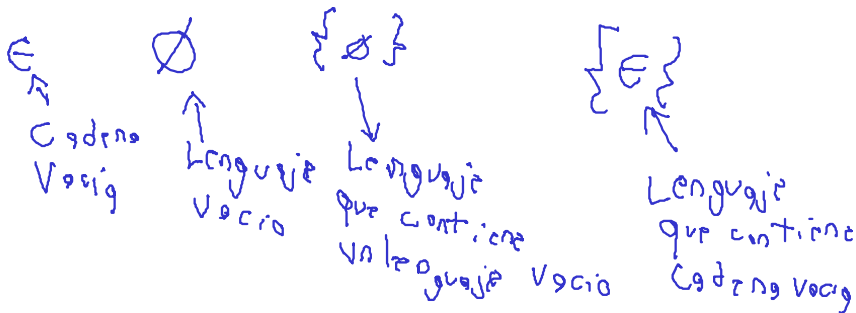 ϵ ∅ {∅} {ϵ}
Cadena
Vacia
Lenguaje
vacio
Lenguaje
que contiene
un lenguaje vacio
Lenguaje
que contiene
Cadena vacia